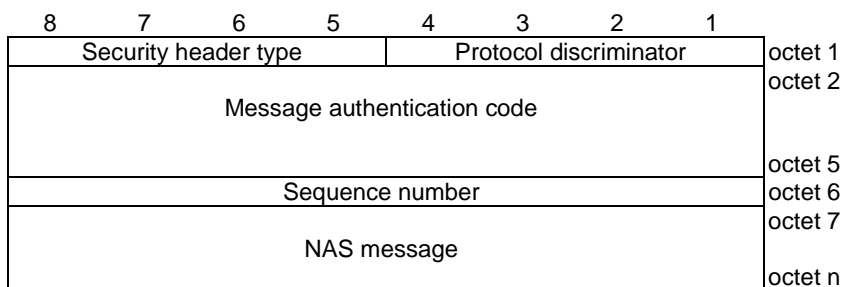 8 7 6 5 4 3 2 1
Security header type Protocol discriminator octet 1
octet 2
Message authentication code
octet 5
Sequence number octet 6
octet 7
NAS message
octet n